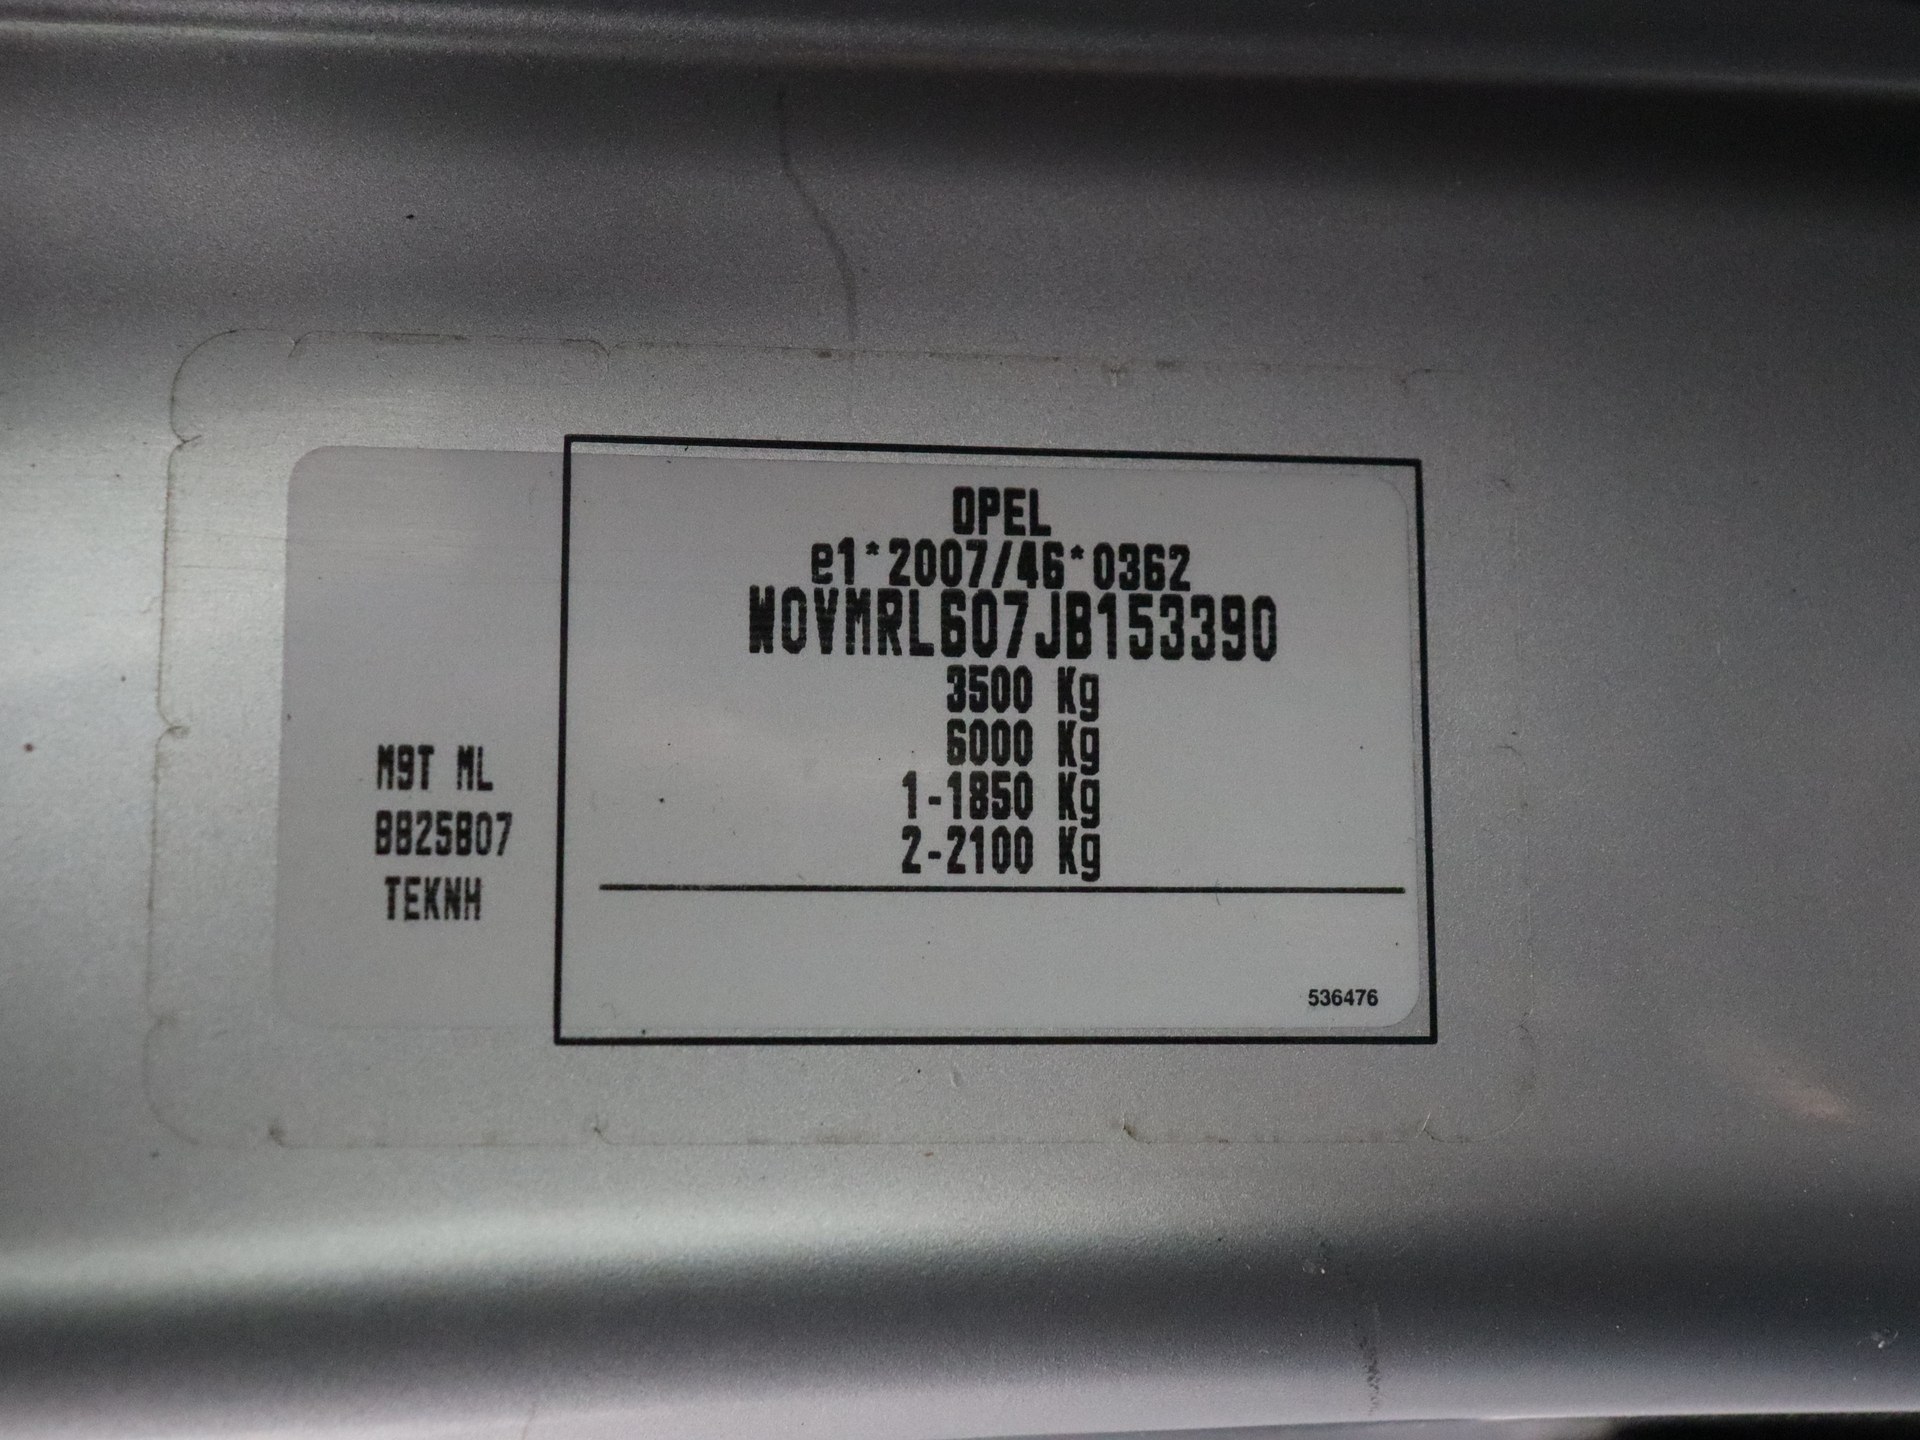 OPEL
e1*2007/46*0362
W0VMRL607JB153390
3500 Kg
6000 Kg
1-1850 Kg
2-2100 Kg
M9T ML
BB25B07
TEKNH
536476